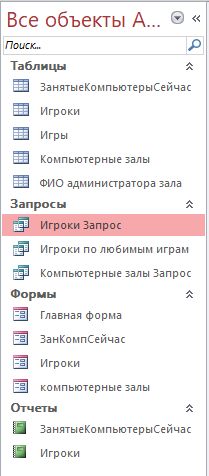 Все объекты A...
Поиск...
Таблицы
ЗанятыеКомпьютерыСейчас
Игроки
Игры
Компьютерные залы
ФИО администратора зала
Запросы
Игроки Запрос
Игроки по любимым играм
Компьютерные залы Запрос
Формы
Главная форма
ЗанКомпСейчас
Игроки
компьютерные залы
Отчеты
ЗанятыеКомпьютерыСейчас
Игроки